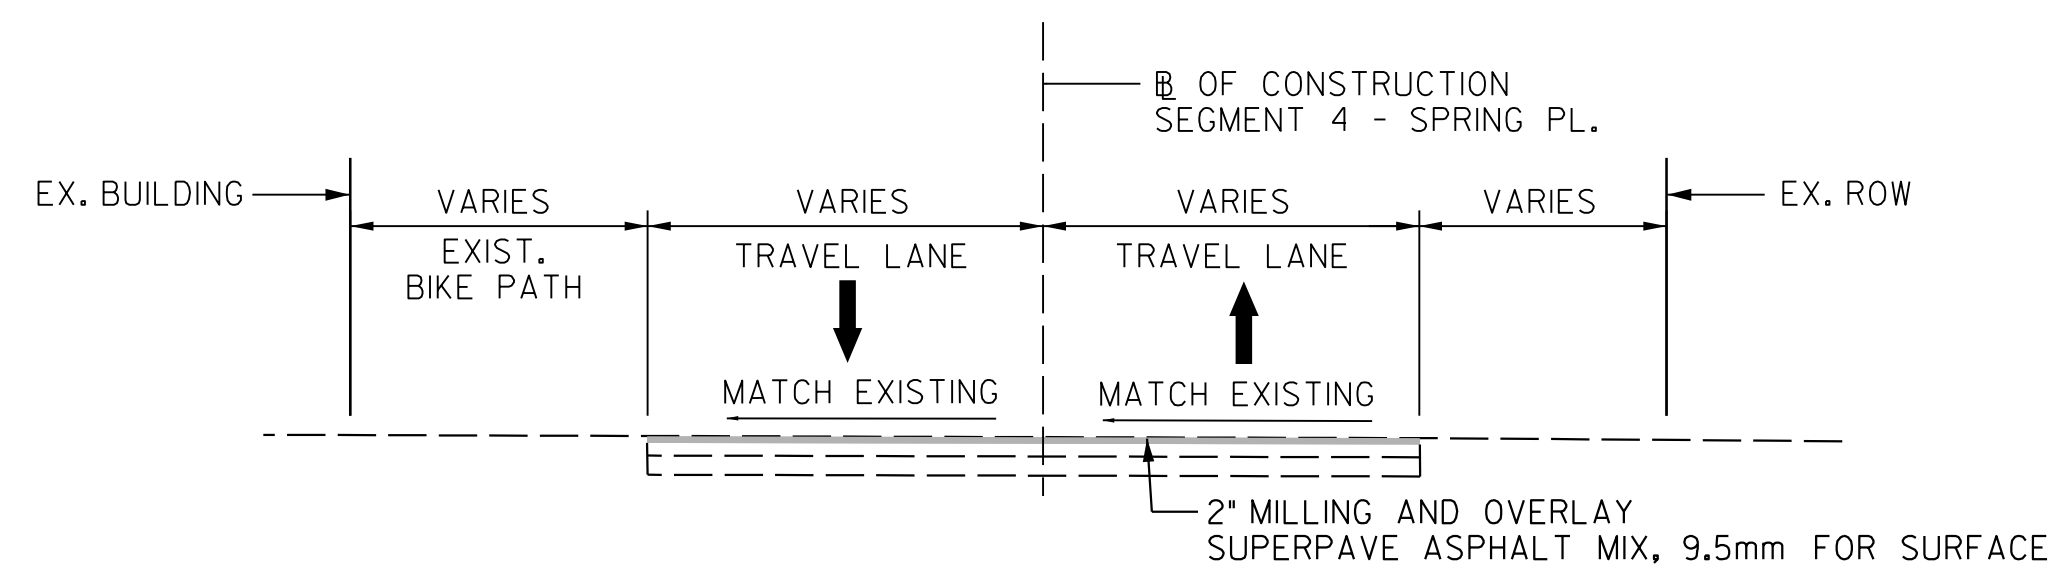 ℄ OF CONSTRUCTION
SEGMENT 4 - SPRING PL.
EX. BUILDING
VARIES
VARIES
VARIES
VARIES
EX. ROW
EXIST.
BIKE PATH
TRAVEL LANE
TRAVEL LANE
MATCH EXISTING
MATCH EXISTING
2" MILLING AND OVERLAY
SUPERPAVE ASPHALT MIX, 9.5mm FOR SURFACE